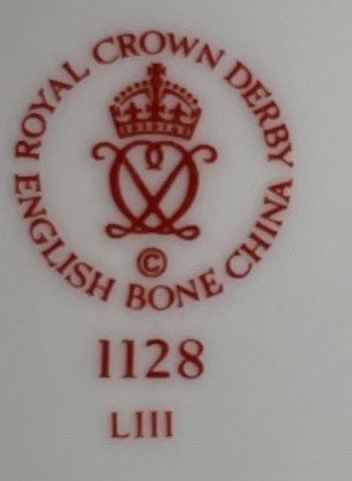 ROYAL CROWN DERBY
ENGLISH BONE CHINA
©
1128
LIII